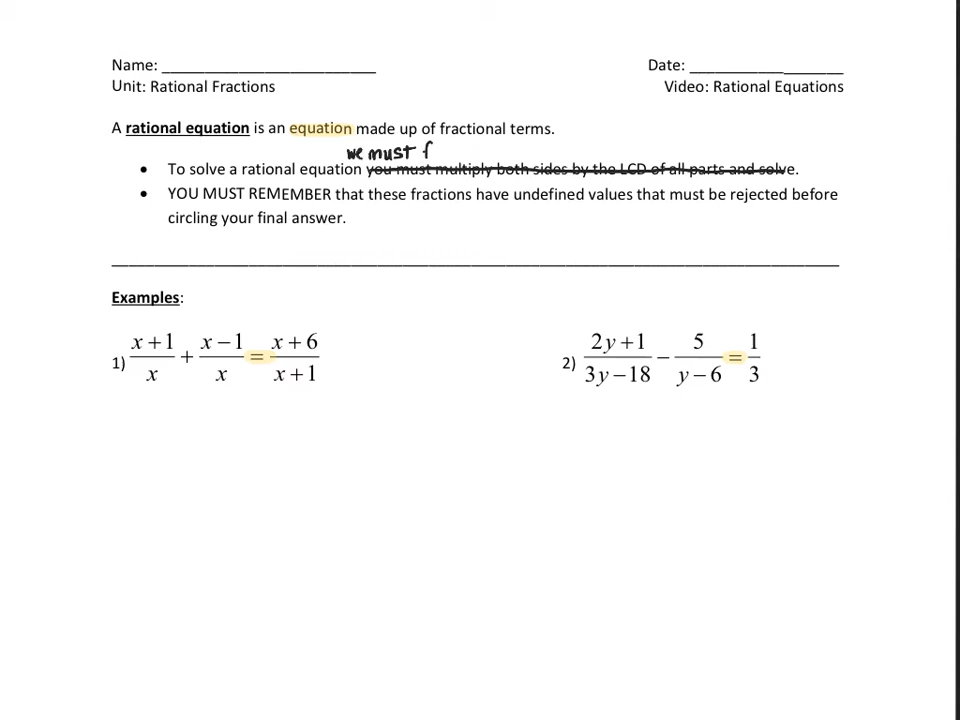 Name: _________________________ Date: __________________
Unit: Rational Fractions Video: Rational Equations
A rational equation is an equation made up of fractional terms.
we must f
• To solve a rational equation you must multiply both sides by the LCD of all parts and solve.
• YOU MUST REMEMBER that these fractions have undefined values that must be rejected before
circling your final answer.
Examples:
1) (x+1)/x + (x−1)/x = (x+6)/(x+1) 2) (2y+1)/(3y−18) − 5/(y−6) = 1/3